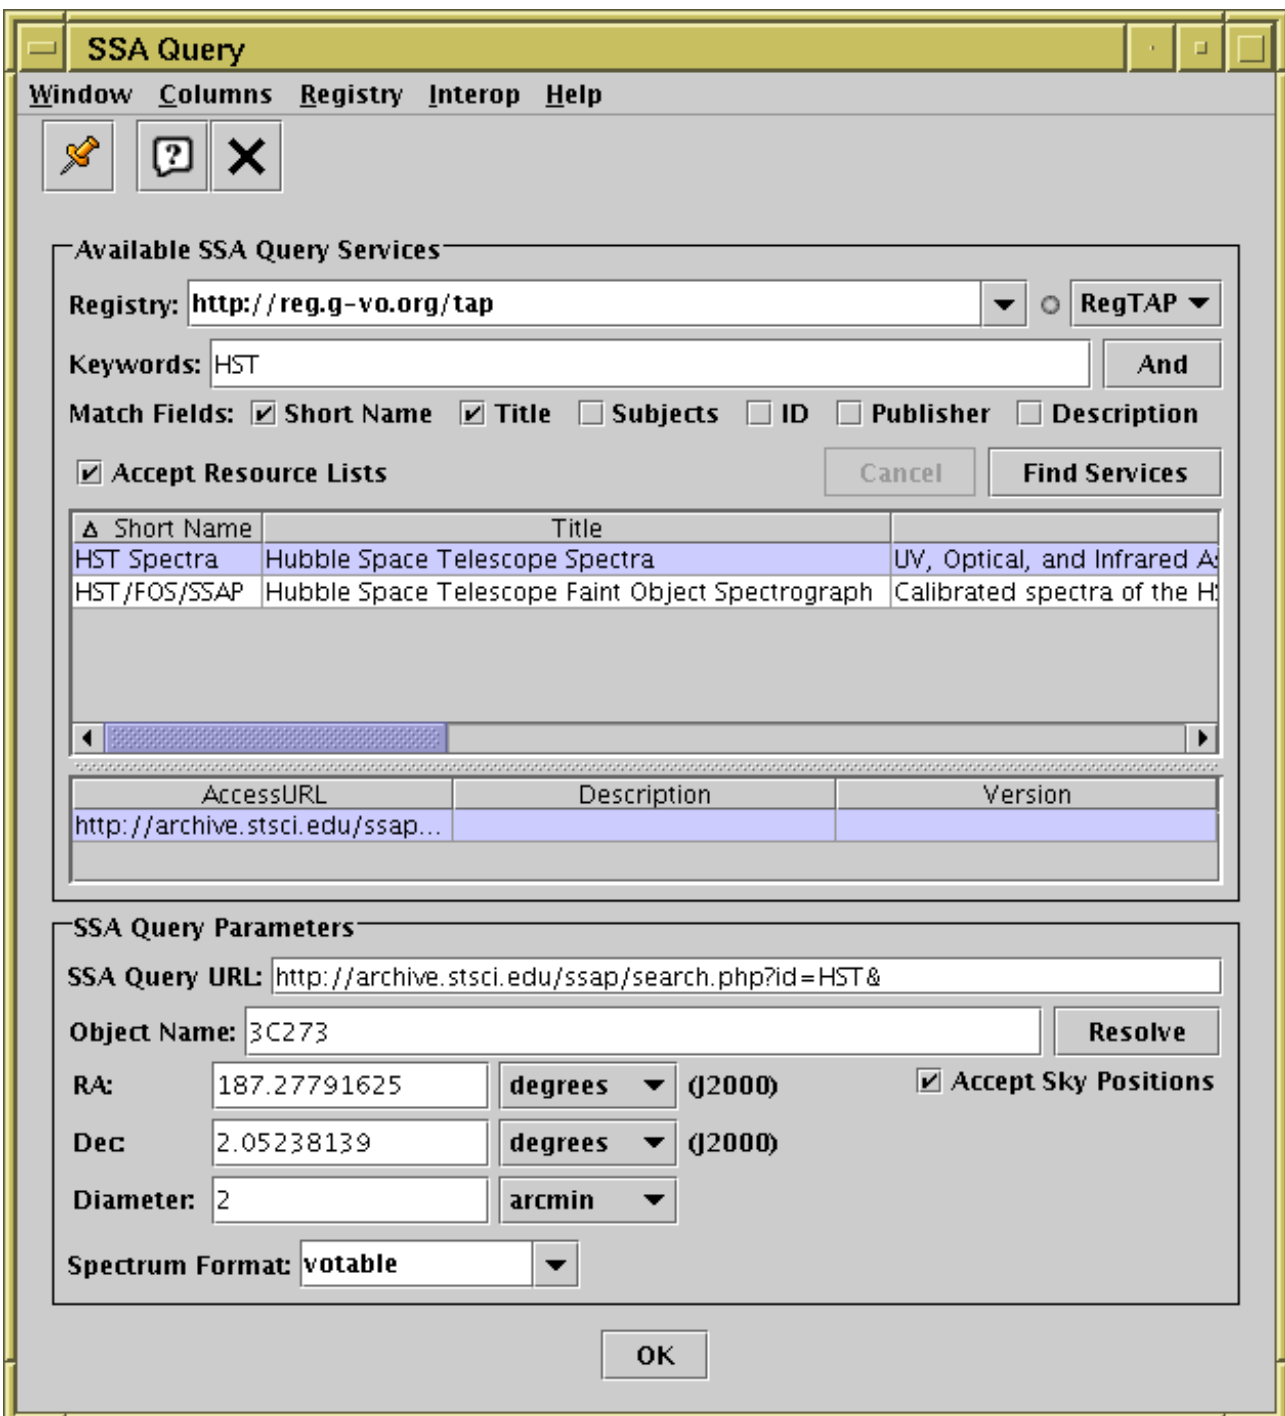 SSA Query
Window Columns Registry Interop Help
Available SSA Query Services
Registry: http://reg.g-vo.org/tap RegTAP
Keywords: HST And
Match Fields: Short Name Title Subjects ID Publisher Description
Accept Resource Lists Cancel Find Services
Short Name Title
HST Spectra Hubble Space Telescope Spectra UV, Optical, and Infrared
HST/FOS/SSAP Hubble Space Telescope Faint Object Spectrograph Calibrated spectra of the
AccessURL Description Version
http://archive.stsci.edu/ssap...
SSA Query Parameters
SSA Query URL: http://archive.stsci.edu/ssap/search.php?id=HST&
Object Name: 3C273 Resolve
RA: 187.27791625 degrees (J2000) Accept Sky Positions
Dec: 2.05238139 degrees (J2000)
Diameter: 2 arcmin
Spectrum Format: votable
OK